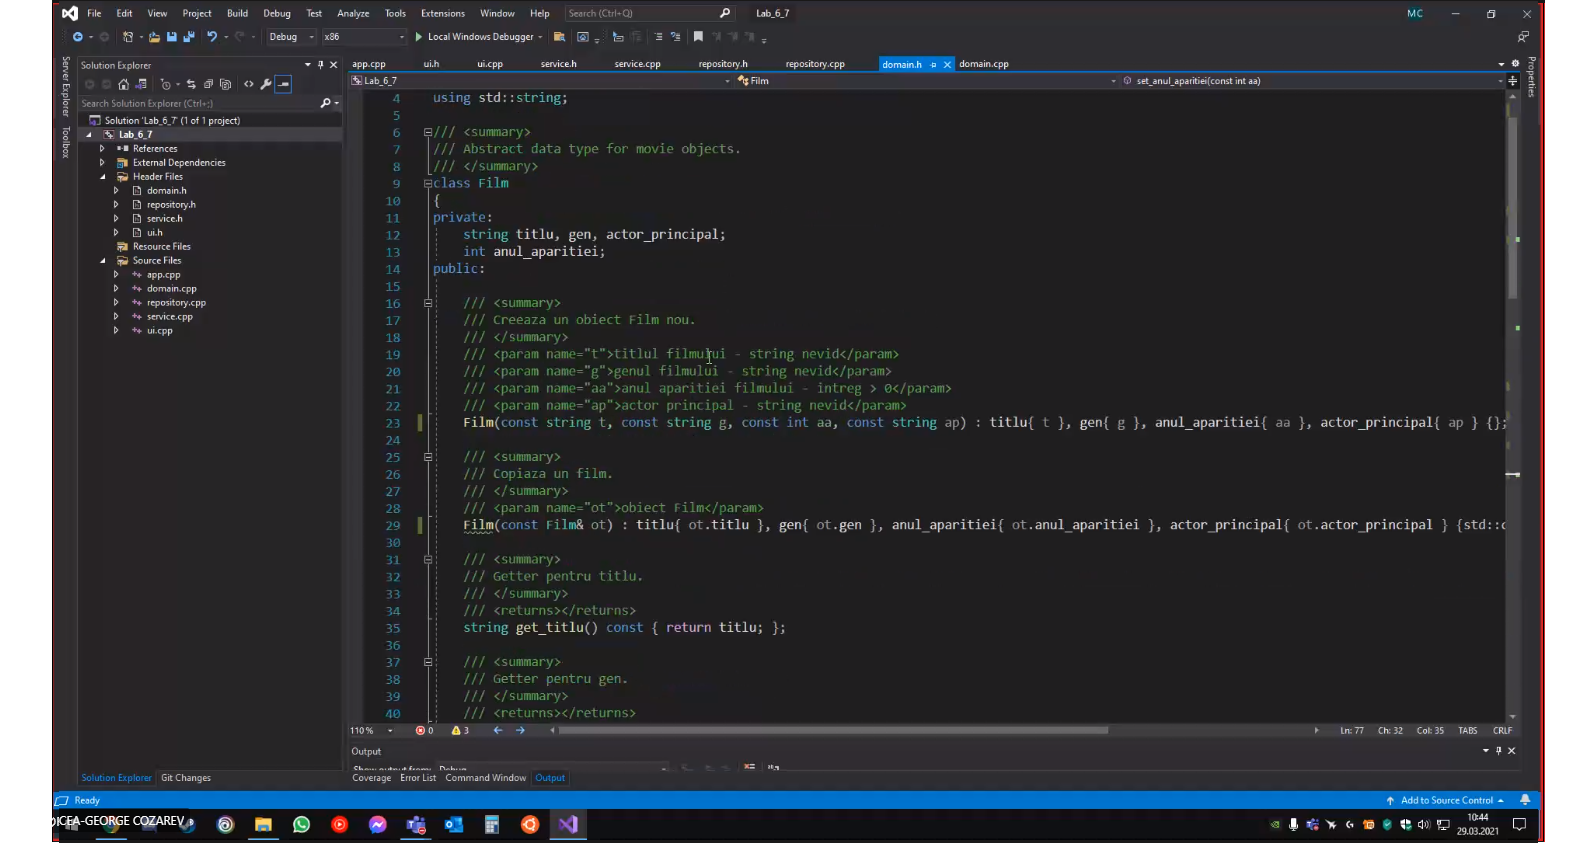 File Edit View Project Build Debug Test Analyze Tools Extensions Window Help Search (Ctrl+Q) Lab_6_7 MC
Debug x86 Local Windows Debugger
Server Explorer
Toolbox
Solution Explorer
Search Solution Explorer (Ctrl+;)
Solution 'Lab_6_7' (1 of 1 project)
Lab_6_7
References
External Dependencies
Header Files
domain.h
repository.h
service.h
ui.h
Resource Files
Source Files
app.cpp
domain.cpp
repository.cpp
service.cpp
ui.cpp
Solution Explorer Git Changes
app.cpp ui.h ui.cpp service.h service.cpp repository.h repository.cpp domain.h domain.cpp
Lab_6_7 Film set_anul_aparitiei(const int aa)
4 using std::string;
5
6 /// <summary>
7 /// Abstract data type for movie objects.
8 /// </summary>
9 class Film
10 {
11 private:
12 string titlu, gen, actor_principal;
13 int anul_aparitiei;
14 public:
15
16 /// <summary>
17 /// Creeaza un obiect Film nou.
18 /// </summary>
19 /// <param name="t">titlul filmului - string nevid</param>
20 /// <param name="g">genul filmului - string nevid</param>
21 /// <param name="aa">anul aparitiei filmului - intreg > 0</param>
22 /// <param name="ap">actor principal - string nevid</param>
23 Film(const string t, const string g, const int aa, const string ap) : titlu{ t }, gen{ g }, anul_aparitiei{ aa }, actor_principal{ ap } {};
24
25 /// <summary>
26 /// Copiaza un film.
27 /// </summary>
28 /// <param name="ot">obiect Film</param>
29 Film(const Film& ot) : titlu{ ot.titlu }, gen{ ot.gen }, anul_aparitiei{ ot.anul_aparitiei }, actor_principal{ ot.actor_principal } {std::
30
31 /// <summary>
32 /// Getter pentru titlu.
33 /// </summary>
34 /// <returns></returns>
35 string get_titlu() const { return titlu; };
36
37 /// <summary>
38 /// Getter pentru gen.
39 /// </summary>
40 /// <returns></returns>
110 % 0 3 Ln: 77 Ch: 32 Col: 35 TABS CRLF
Output
Show output from: Debug
Coverage Error List Command Window Output
Properties
Ready Add to Source Control
CEA-GEORGE COZAREV
10:44
29.03.2021